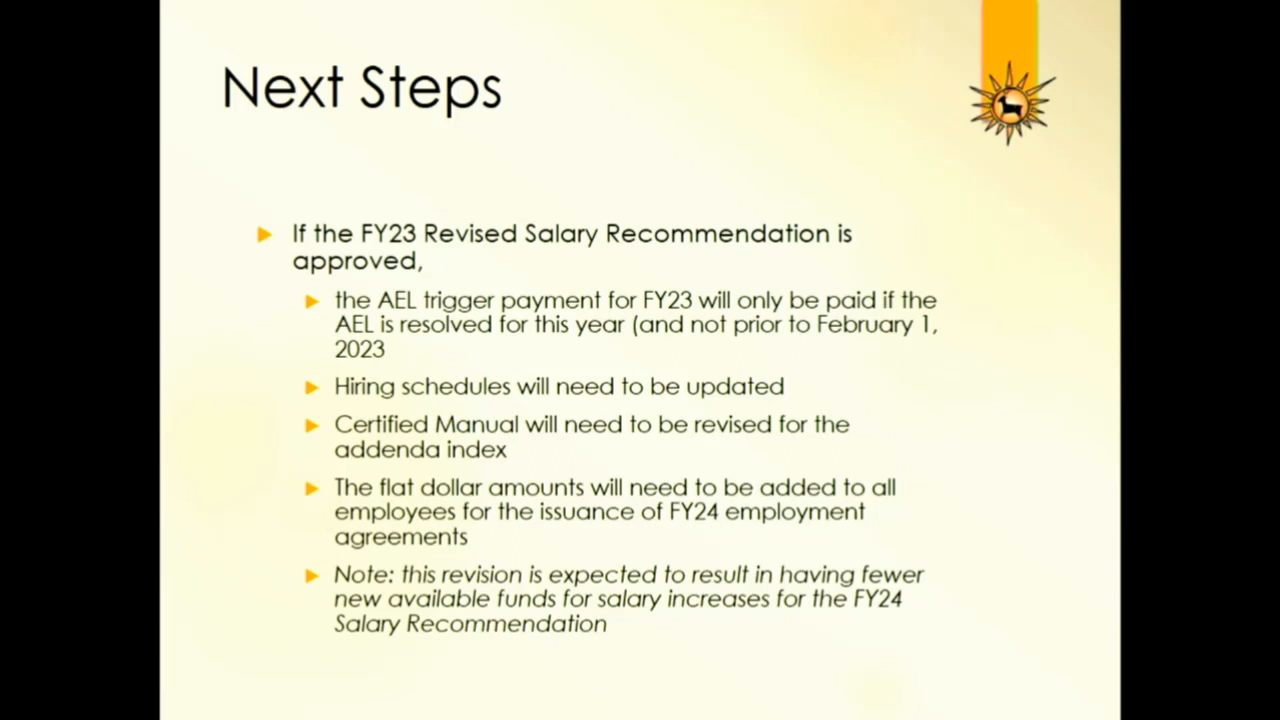 Next Steps
If the FY23 Revised Salary Recommendation is
approved,
the AEL trigger payment for FY23 will only be paid if the
AEL is resolved for this year (and not prior to February 1,
2023
Hiring schedules will need to be updated
Certified Manual will need to be revised for the
addenda index
The flat dollar amounts will need to be added to all
employees for the issuance of FY24 employment
agreements
Note: this revision is expected to result in having fewer
new available funds for salary increases for the FY24
Salary Recommendation